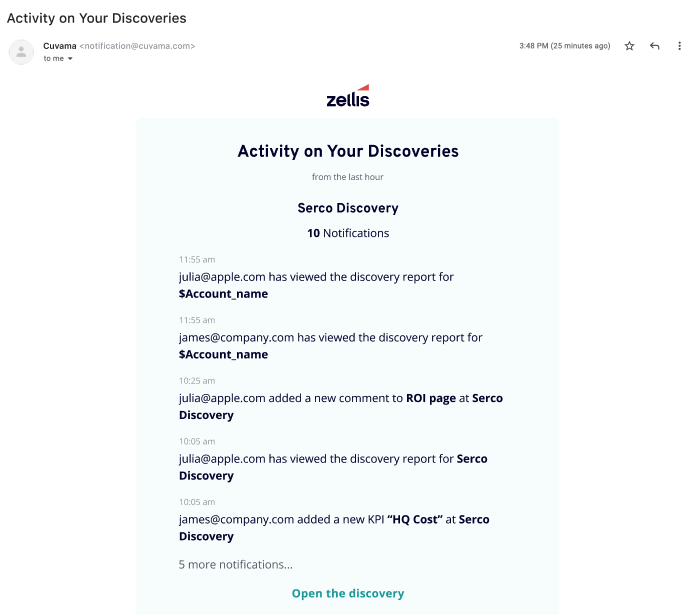 Activity on Your Discoveries
Cuvama <notification@cuvama.com>
3:48 PM (25 minutes ago)
to me
zellis
Activity on Your Discoveries
from the last hour
Serco Discovery
10 Notifications
11:55 am
julia@apple.com has viewed the discovery report for
$Account_name
11:55 am
james@company.com has viewed the discovery report for
$Account_name
10:25 am
julia@apple.com added a new comment to ROI page at Serco
Discovery
10:05 am
julia@apple.com has viewed the discovery report for Serco
Discovery
10:05 am
james@company.com added a new KPI “HQ Cost” at Serco
Discovery
5 more notifications...
Open the discovery